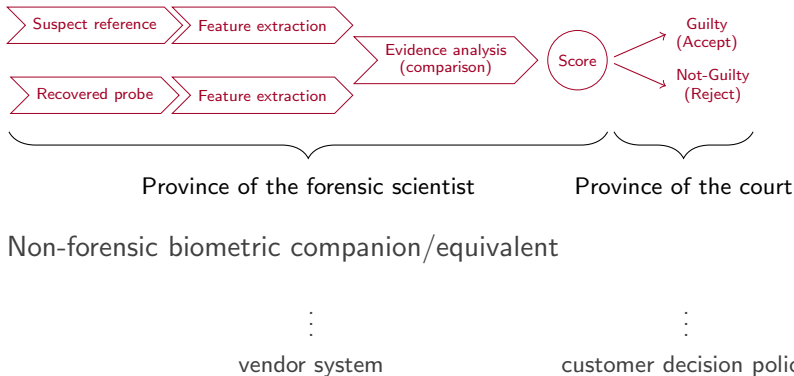 Suspect reference
Feature extraction
Recovered probe
Feature extraction
Evidence analysis
(comparison)
Score
Guilty
(Accept)
Not-Guilty
(Reject)
Province of the forensic scientist
Province of the court
Non-forensic biometric companion/equivalent
vendor system
customer decision